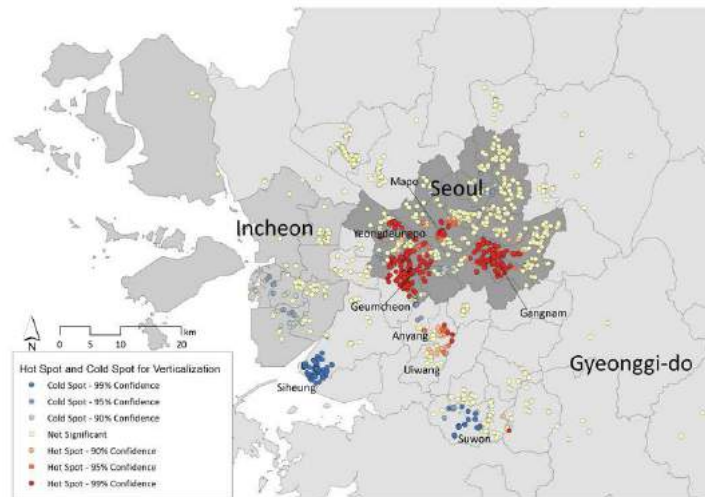 Mapo
Seoul
Incheon
Yeongdeungpo
Geumcheon
Gangnam
0 5 10 20
km
N
Anyang
Uiwang
Gyeonggi-do
Siheung
Suwon
Hot Spot and Cold Spot for Verticalization
Cold Spot - 99% Confidence
Cold Spot - 95% Confidence
Cold Spot - 90% Confidence
Not Significant
Hot Spot - 90% Confidence
Hot Spot - 95% Confidence
Hot Spot - 99% Confidence